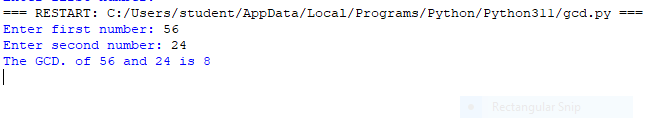 === RESTART: C:/Users/student/AppData/Local/Programs/Python/Python311/gcd.py ===
Enter first number: 56
Enter second number: 24
The GCD. of 56 and 24 is 8
Rectangular Snip